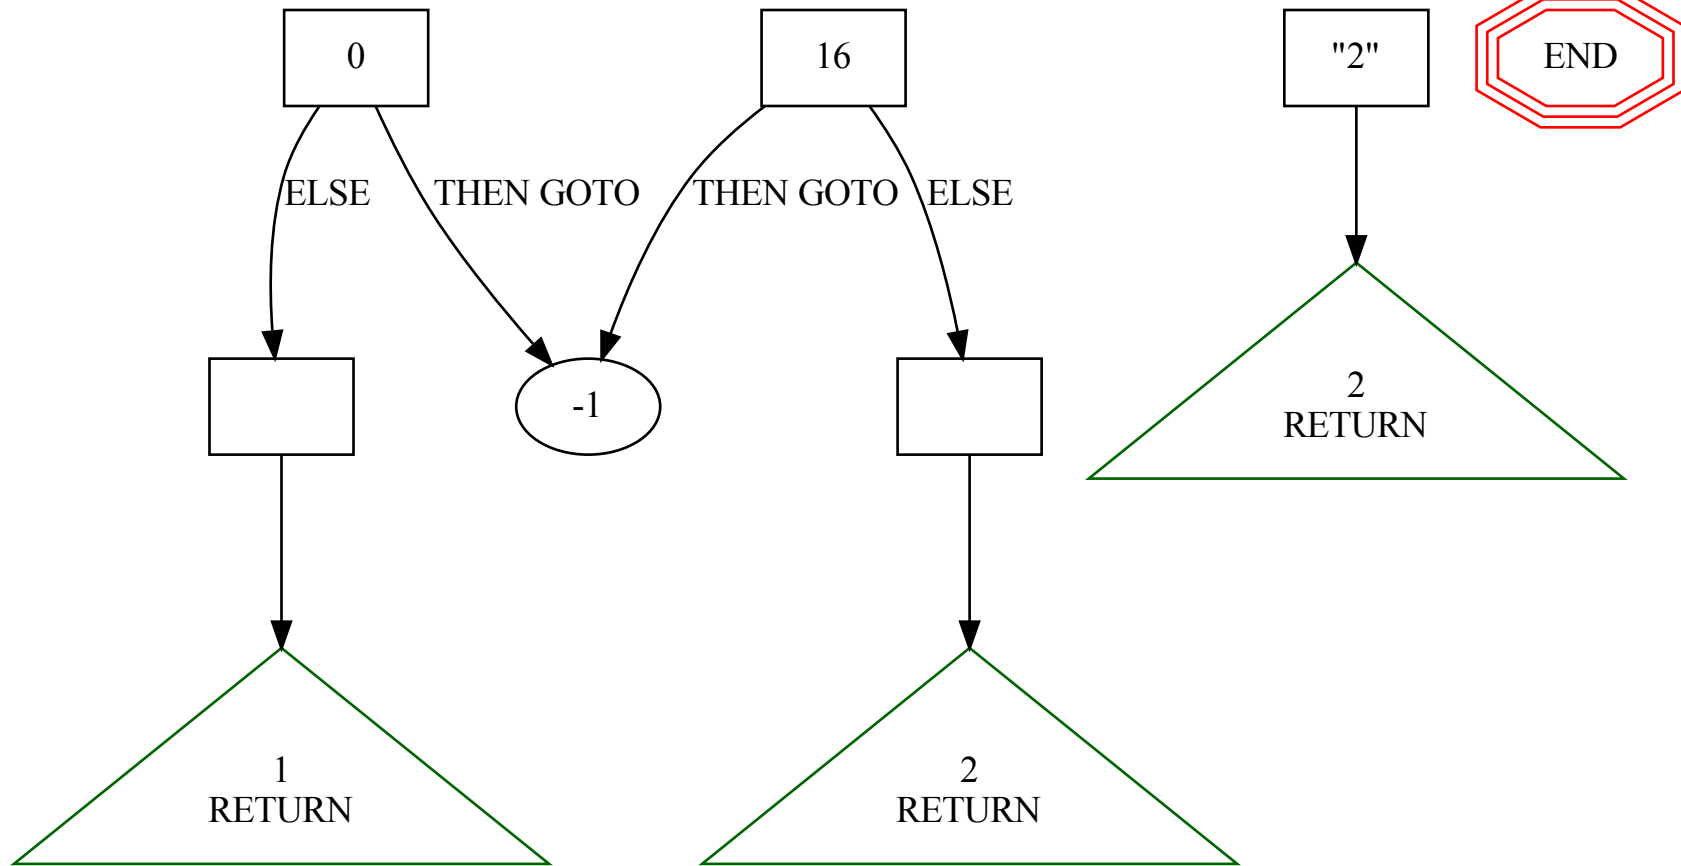 0
16
"2"
END
ELSE
THEN GOTO
THEN GOTO
ELSE
-1
2
RETURN
1
RETURN
2
RETURN